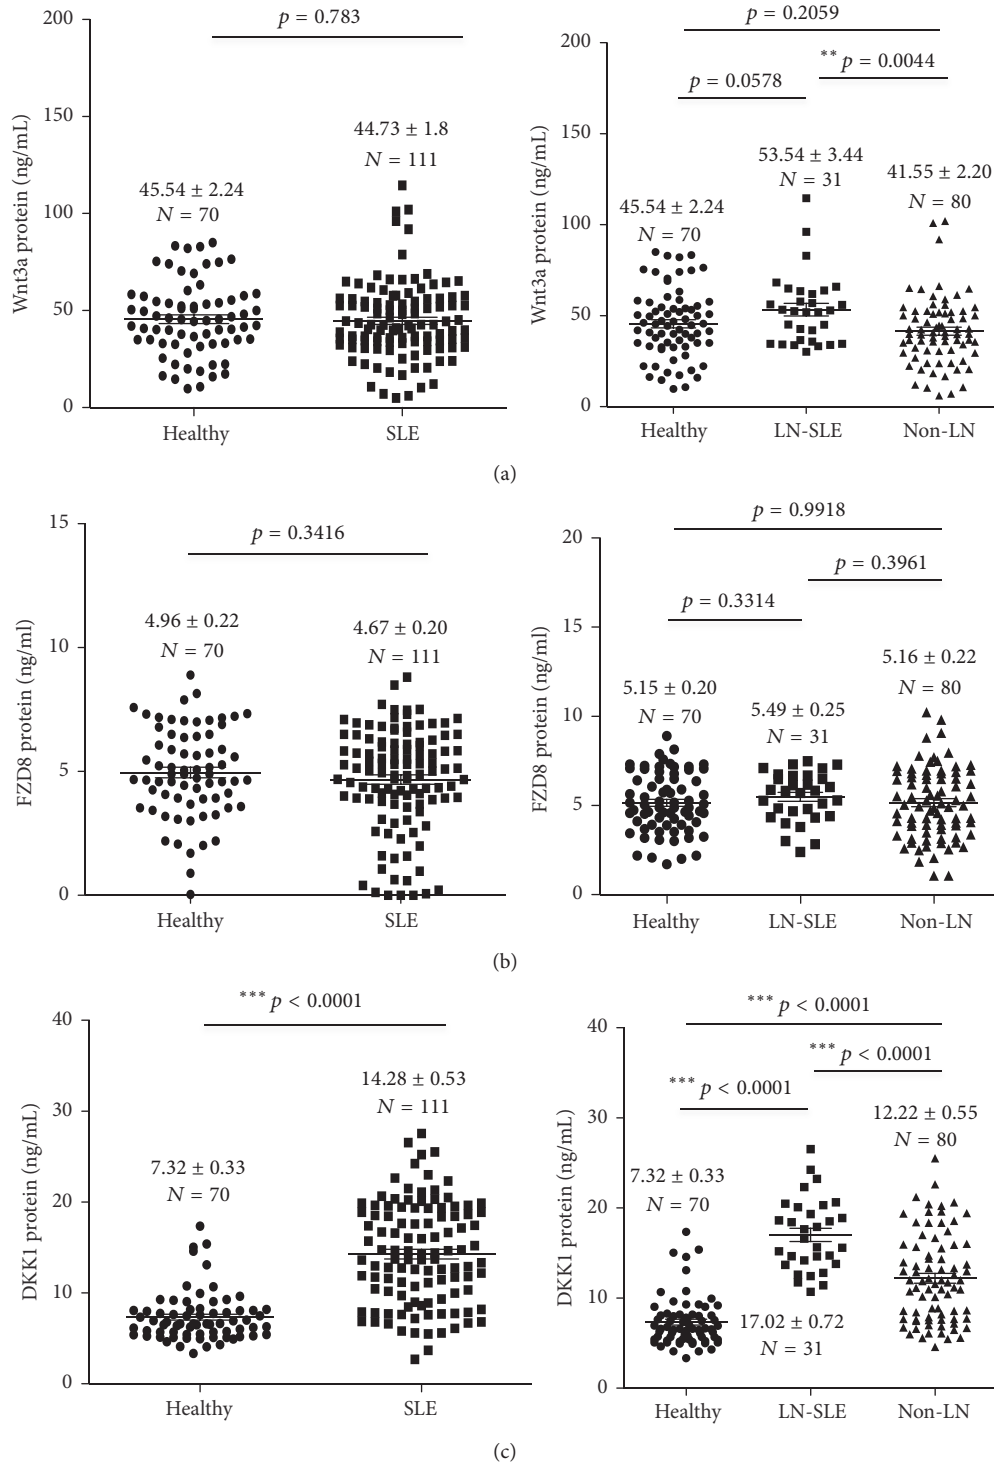 p = 0.783
200
150
100
50
0
Wnt3a protein (ng/mL)
45.54 ± 2.24
N = 70
44.73 ± 1.8
N = 111
Healthy
SLE
p = 0.2059
** p = 0.0044
p = 0.0578
200
150
100
50
0
Wnt3a protein (ng/mL)
45.54 ± 2.24
N = 70
53.54 ± 3.44
N = 31
41.55 ± 2.20
N = 80
Healthy
LN-SLE
Non-LN
(a)
p = 0.3416
15
10
5
0
FZD8 protein (ng/ml)
4.96 ± 0.22
N = 70
4.67 ± 0.20
N = 111
Healthy
SLE
p = 0.9918
p = 0.3961
p = 0.3314
20
15
10
5
0
FZD8 protein (ng/ml)
5.15 ± 0.20
N = 70
5.49 ± 0.25
N = 31
5.16 ± 0.22
N = 80
Healthy
LN-SLE
Non-LN
(b)
*** p < 0.0001
40
30
20
10
0
DKK1 protein (ng/mL)
7.32 ± 0.33
N = 70
14.28 ± 0.53
N = 111
Healthy
SLE
*** p < 0.0001
*** p < 0.0001
*** p < 0.0001
40
30
20
10
0
DKK1 protein (ng/mL)
7.32 ± 0.33
N = 70
17.02 ± 0.72
N = 31
12.22 ± 0.55
N = 80
Healthy
LN-SLE
Non-LN
(c)